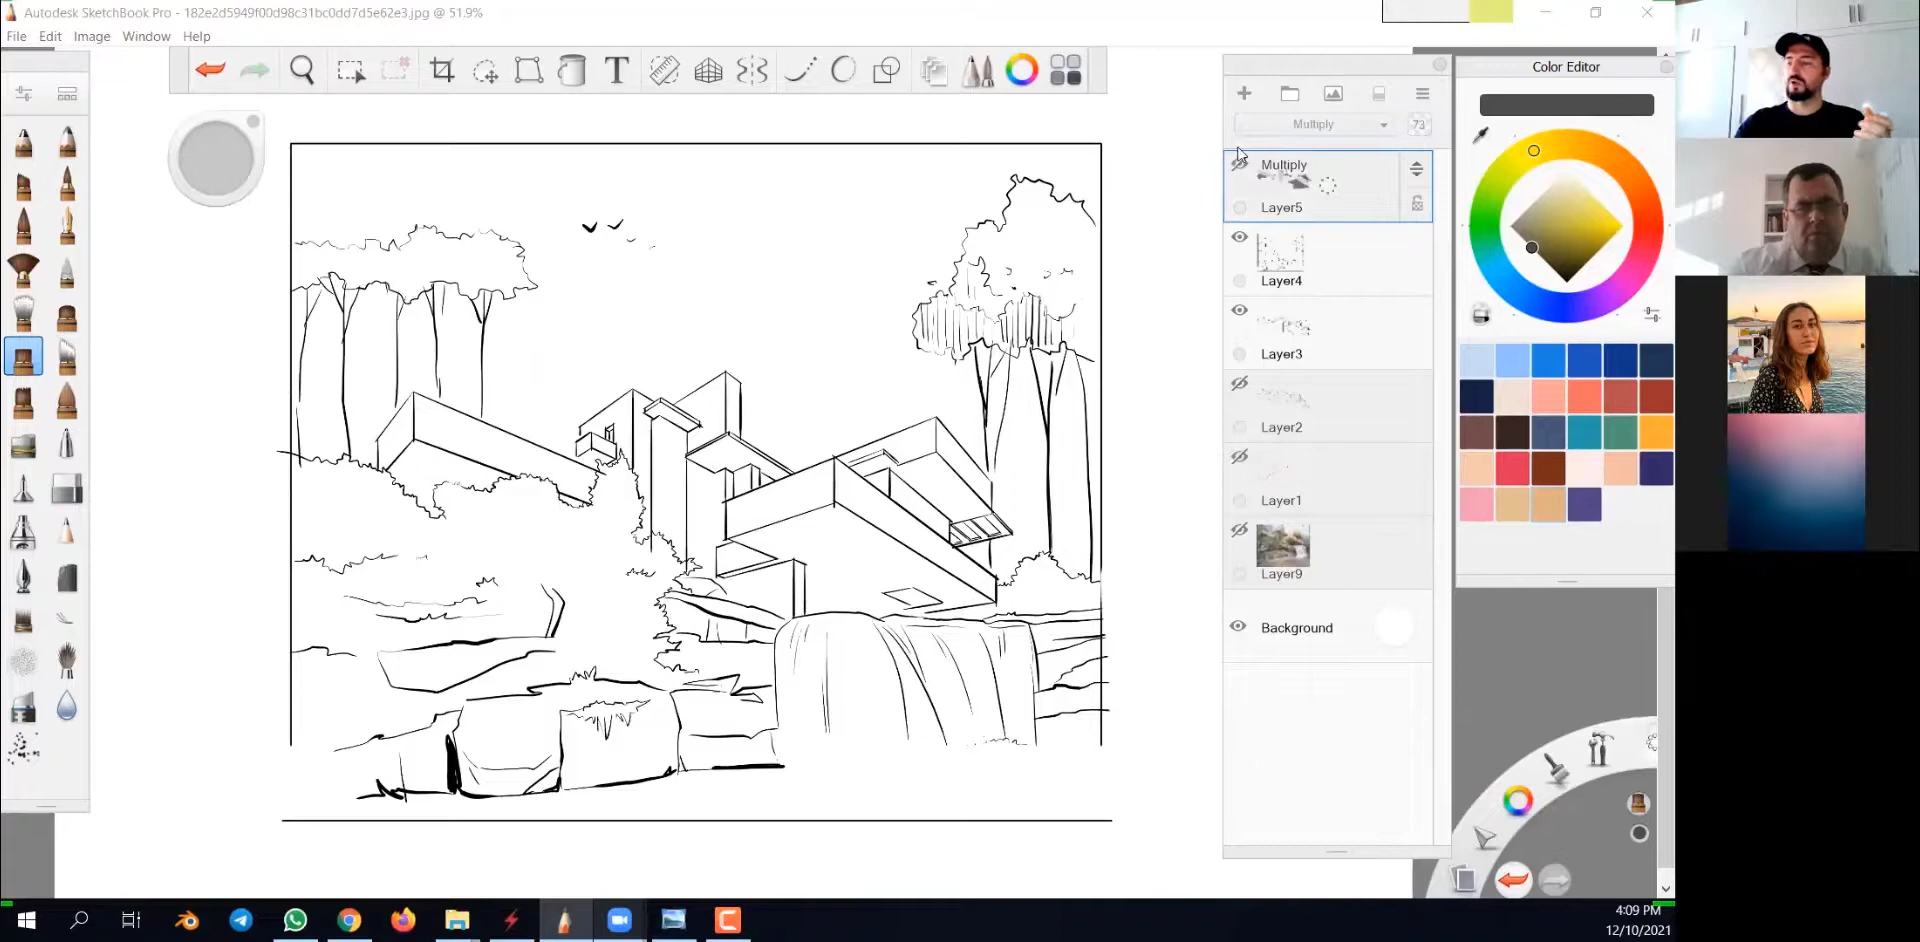 Autodesk SketchBook Pro - 182e2d5949f00d98c31bc0dd7d5e62e3.jpg @ 51.9%
File Edit Image Window Help
Color Editor
Multiply 73
Multiply
Layer5
Layer4
Layer3
Layer2
Layer1
Layer9
Background
4:09 PM
12/10/2021